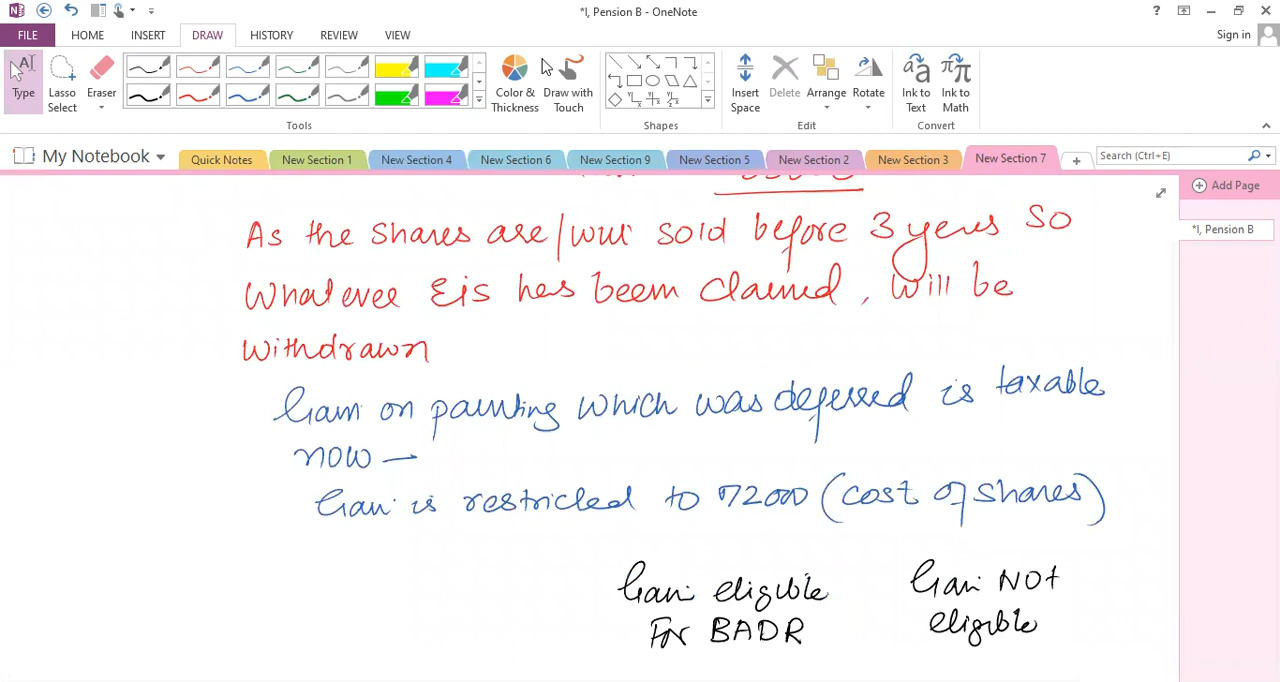 *I, Pension B - OneNote
Sign in
FILE HOME INSERT DRAW HISTORY REVIEW VIEW
Type
Lasso Select
Eraser
Color & Thickness
Draw with Touch
Insert Space
Delete
Arrange
Rotate
Ink to Text
Ink to Math
Tools
Shapes
Edit
Convert
My Notebook
Quick Notes New Section 1 New Section 4 New Section 6 New Section 9 New Section 5 New Section 2 New Section 3 New Section 7
Search (Ctrl+E)
Add Page
*I, Pension B
As the shares are/will sold before 3 years so
Whatever EIS has been claimed, will be
withdrawn
Gain on painting which was deferred is taxable
now —
Gain is restricted to 72000 (cost of shares)
Gain eligible
For BADR
Gain NOT
eligible